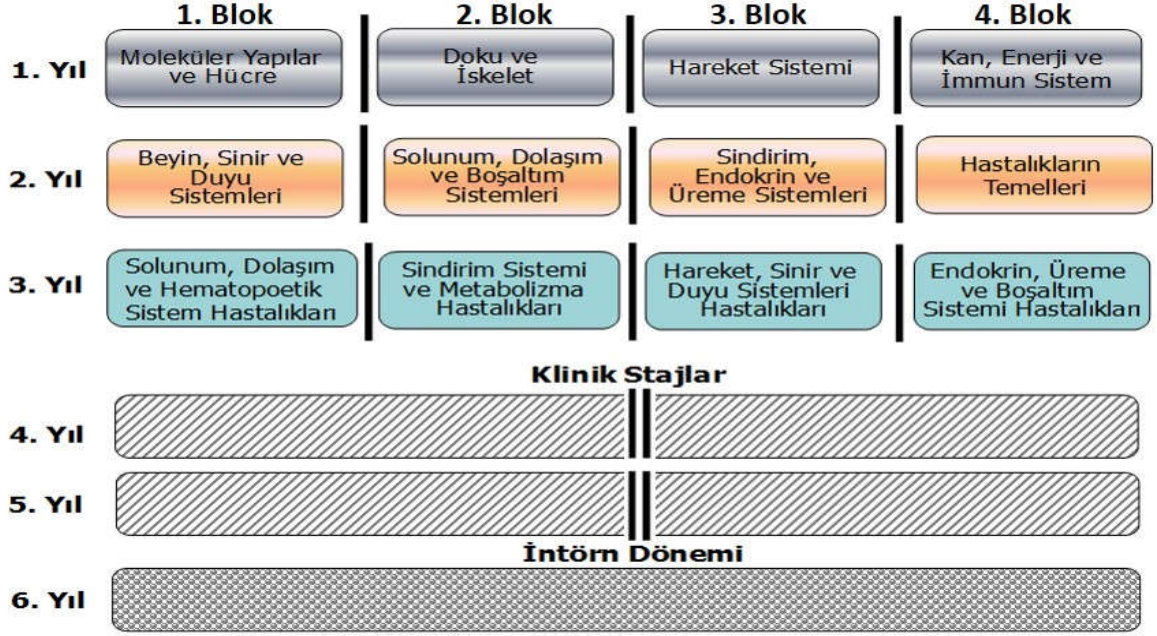 1. Blok
2. Blok
3. Blok
4. Blok
1. Yıl
Moleküler Yapılar
ve Hücre
Doku ve
İskelet
Hareket Sistemi
Kan, Enerji ve
İmmun Sistem
2. Yıl
Beyin, Sinir ve
Duyu
Sistemleri
Solunum, Dolaşım
ve Boşaltım
Sistemleri
Sindirim,
Endokrin ve
Üreme Sistemleri
Hastalıkların
Temelleri
3. Yıl
Solunum, Dolaşım
ve Hematopoetik
Sistem Hastalıkları
Sindirim Sistemi
ve Metabolizma
Hastalıkları
Hareket, Sinir ve
Duyu Sistemleri
Hastalıkları
Endokrin, Üreme
ve Boşaltım
Sistemi Hastalıkları
Klinik Stajlar
4. Yıl
5. Yıl
İntörn Dönemi
6. Yıl